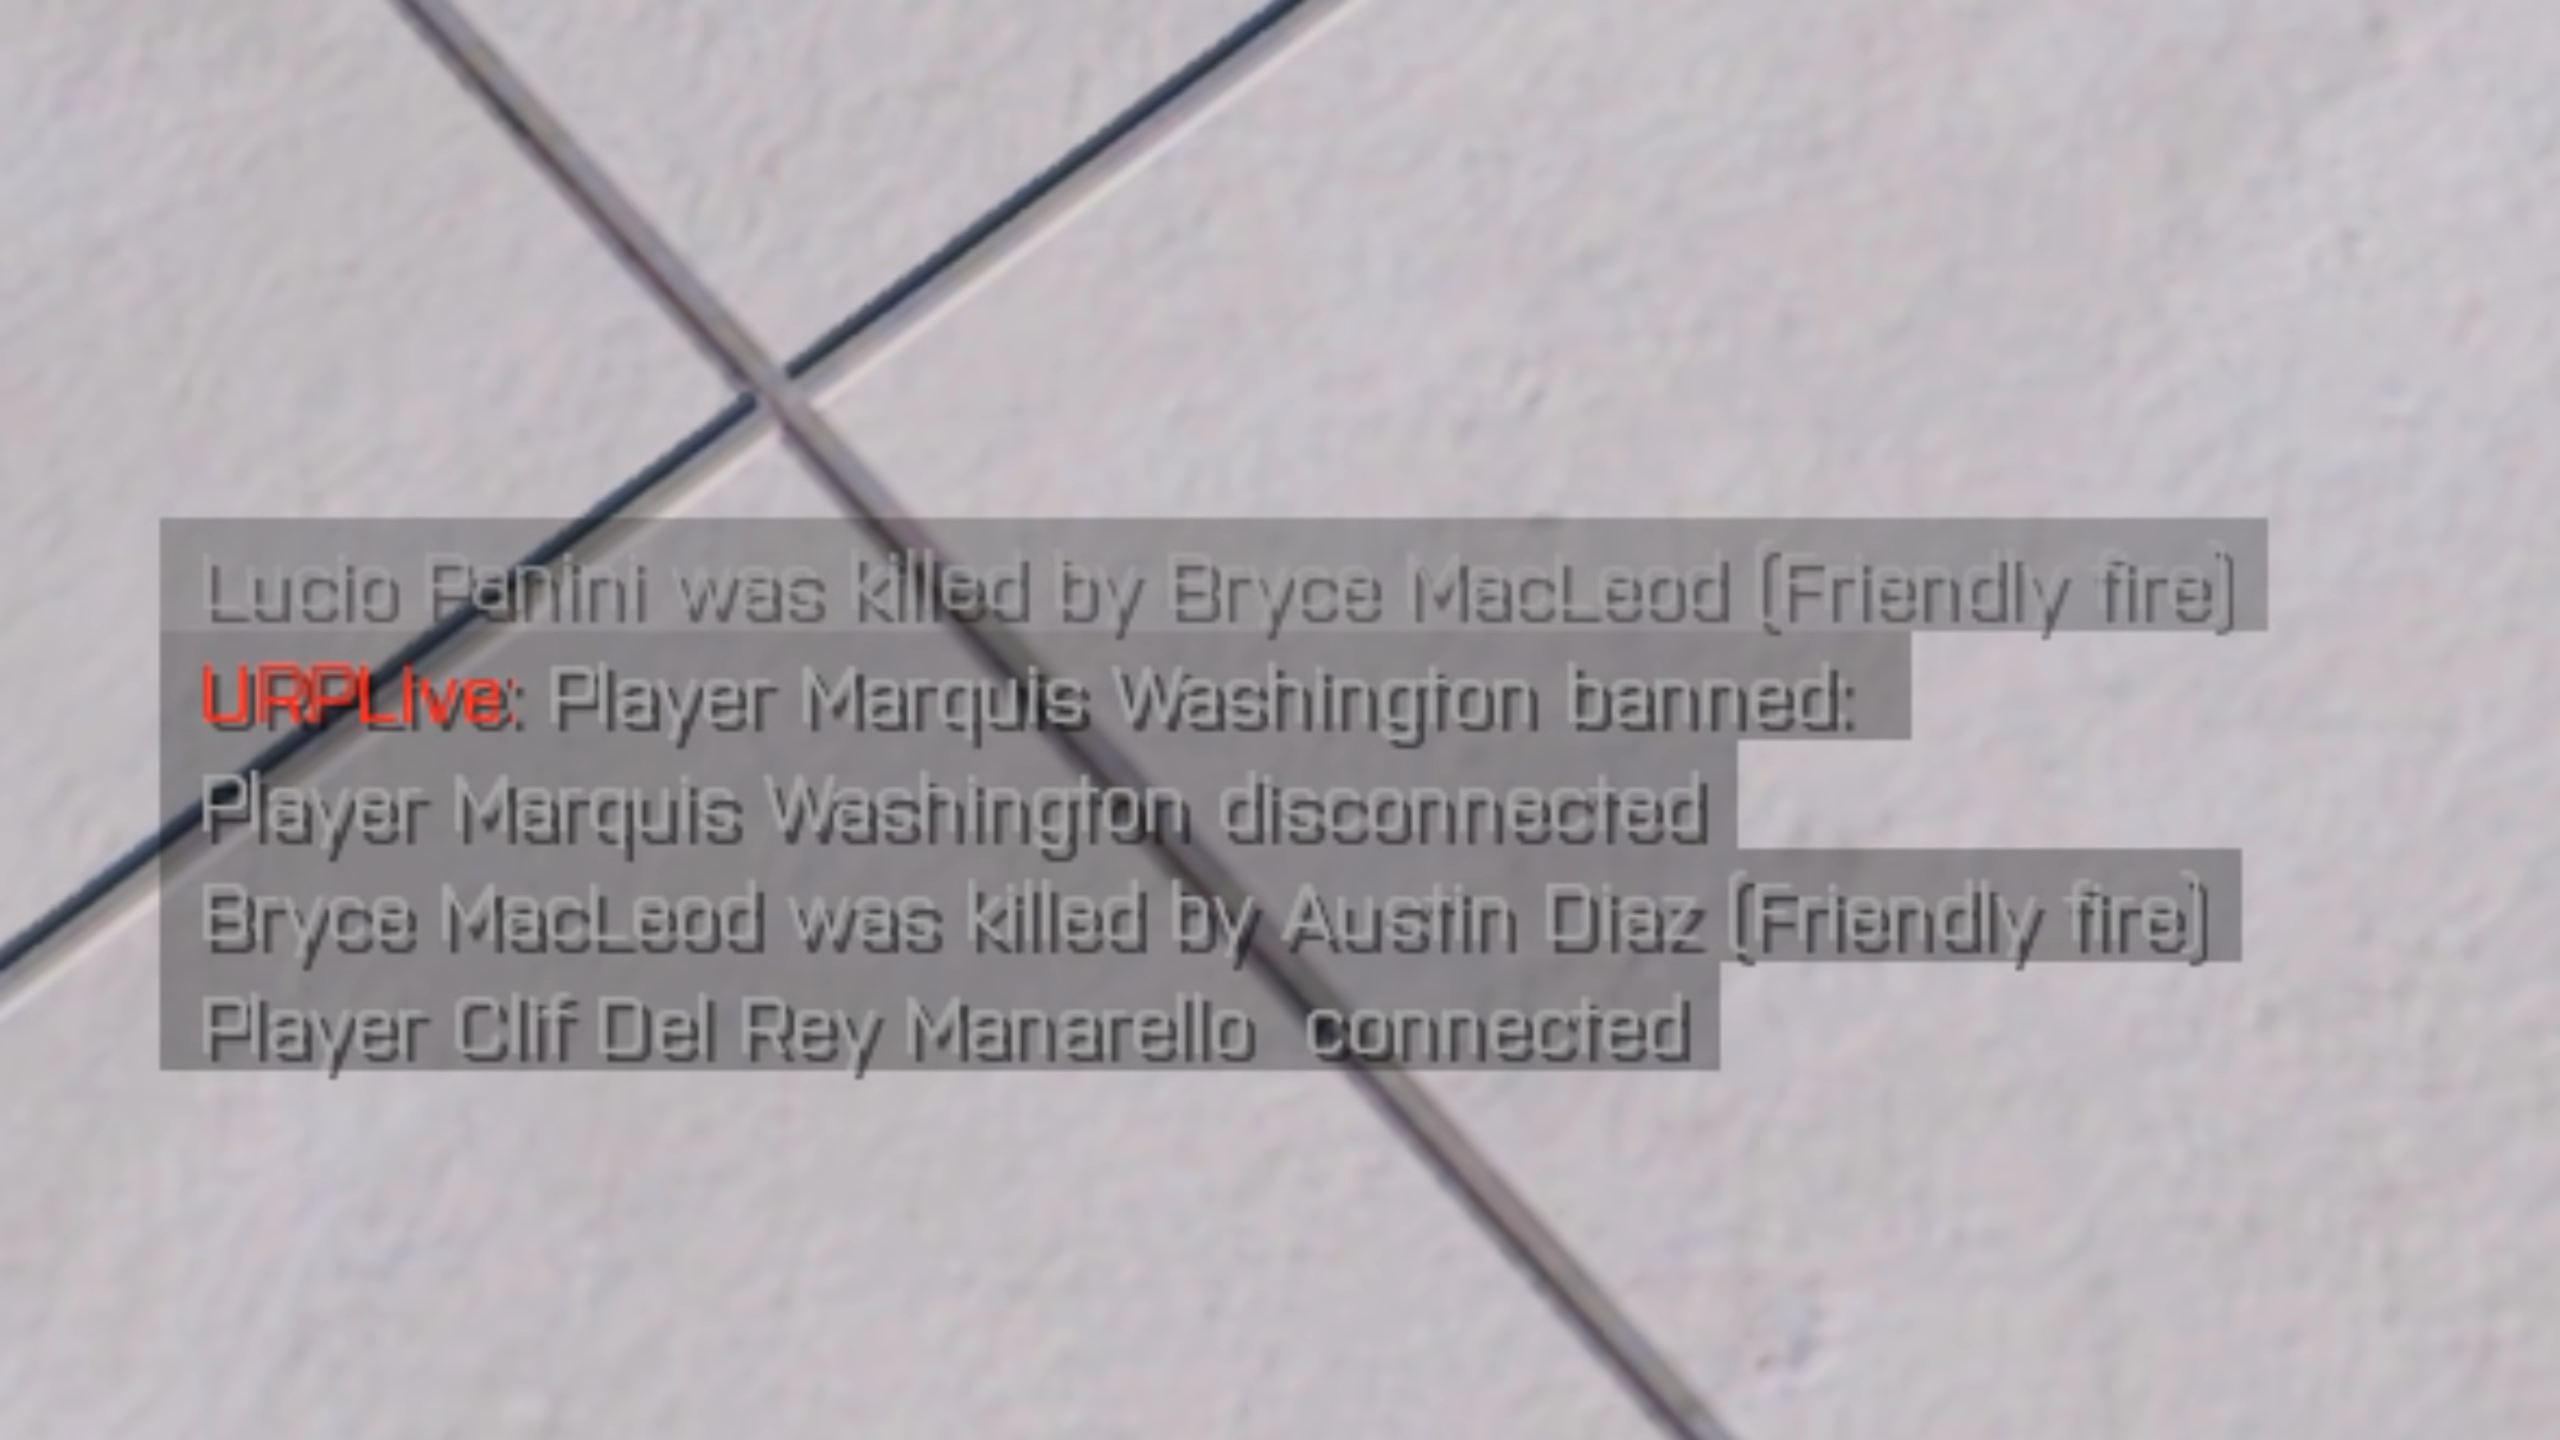 Lucio Panini was killed by Bryce MacLeod (Friendly fire)
URPLive: Player Marquis Washington banned:
Player Marquis Washington disconnected
Bryce MacLeod was killed by Austin Diaz (Friendly fire)
Player Clif Del Rey Manarello  connected